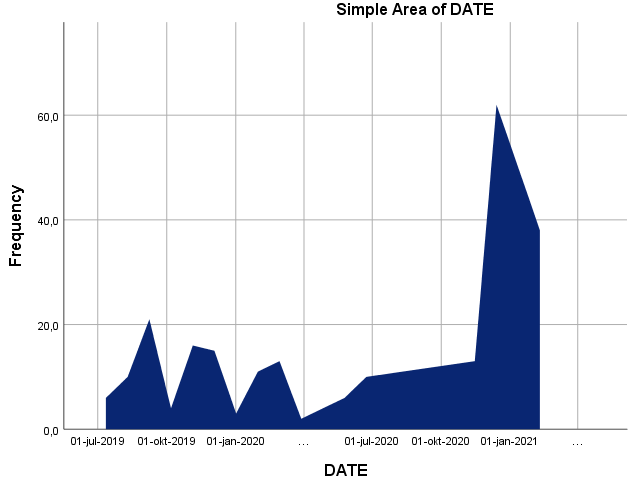 Simple Area of DATE
Frequency
60,0
40,0
20,0
0,0
01-jul-2019 01-okt-2019 01-jan-2020 ... 01-jul-2020 01-okt-2020 01-jan-2021 ...
DATE